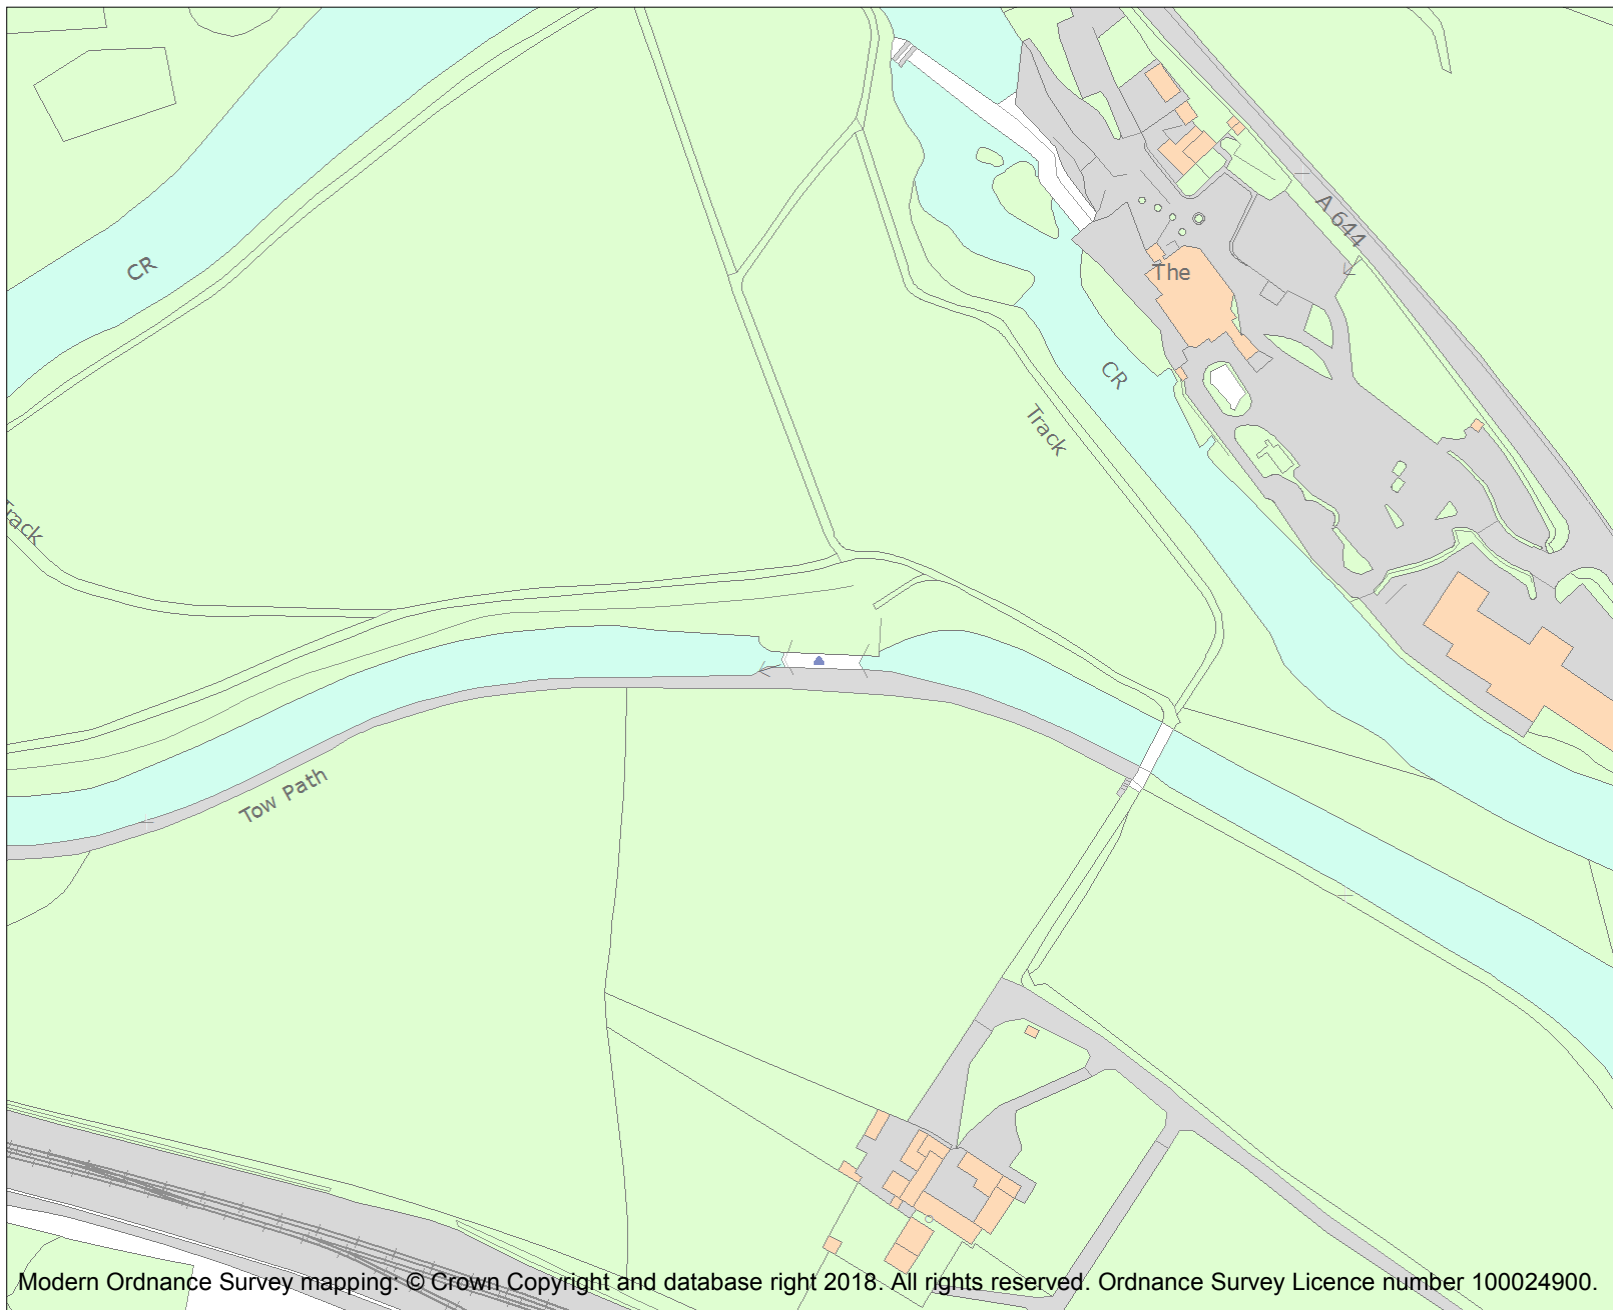 A 644
CR
The
CR
Track
Track
Tow Path
Modern Ordnance Survey mapping: © Crown Copyright and database right 2018. All rights reserved. Ordnance Survey Licence number 100024900.